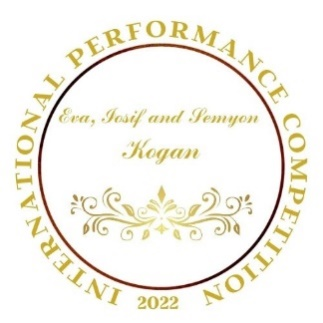 INTERNATIONAL PERFORMANCE COMPETITION
Eva, Iosif and Semyon
Kogan
2022